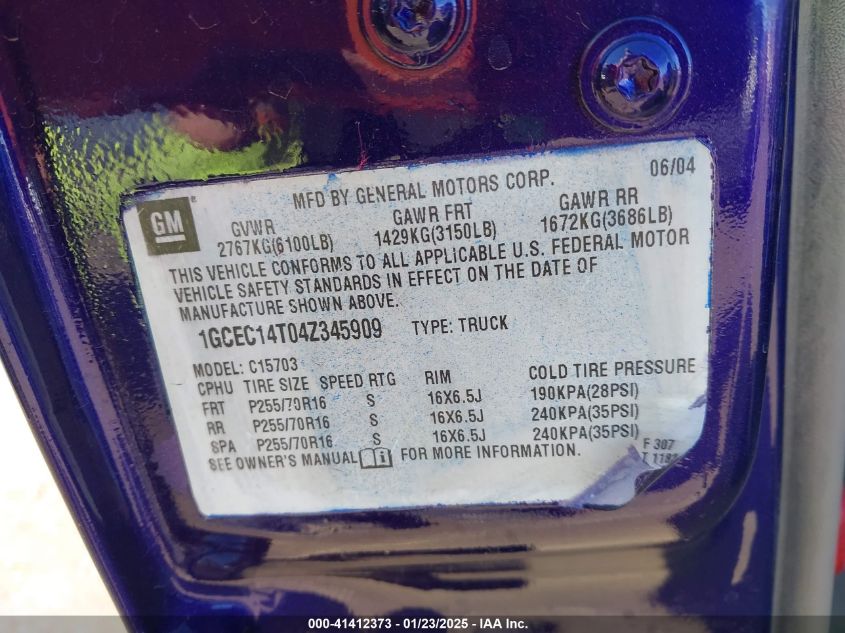 06/04
MFD BY GENERAL MOTORS CORP.
GM
GVWR GAWR FRT GAWR RR
2767KG(6100LB) 1429KG(3150LB) 1672KG(3686LB)
THIS VEHICLE CONFORMS TO ALL APPLICABLE U.S. FEDERAL MOTOR
VEHICLE SAFETY STANDARDS IN EFFECT ON THE DATE OF
MANUFACTURE SHOWN ABOVE.
1GCEC14T04Z345909 TYPE: TRUCK
MODEL: C15703
CPHU TIRE SIZE SPEED RTG RIM COLD TIRE PRESSURE
FRT P255/70R16 S 16X6.5J 190KPA(28PSI)
RR P255/70R16 S 16X6.5J 240KPA(35PSI)
SPA P255/70R16 S 16X6.5J 240KPA(35PSI)
SEE OWNER'S MANUAL FOR MORE INFORMATION.
F 307
000-41412373 - 01/23/2025 - IAA Inc.